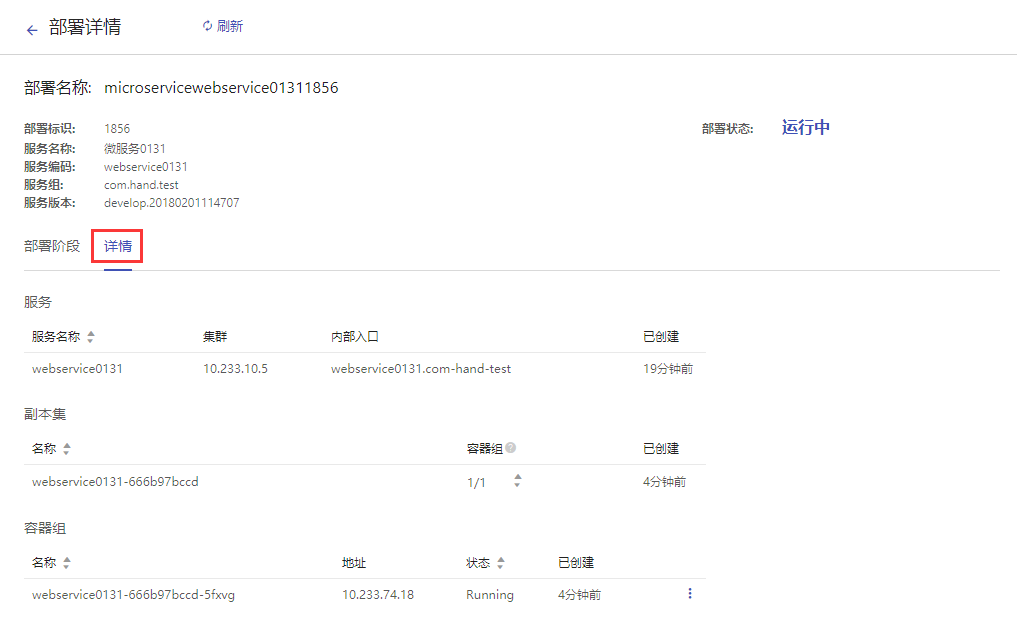 部署详情 刷新
部署名称: microservicewebservice01311856
部署标识: 1856 部署状态: 运行中
服务名称: 微服务0131
服务编码: webservice0131
服务组: com.hand.test
服务版本: develop.20180201114707
部署阶段 详情
服务
服务名称 集群 内部入口 已创建
webservice0131 10.233.10.5 webservice0131.com-hand-test 19分钟前
副本集
名称 容器组 已创建
webservice0131-666b97bccd 1/1 4分钟前
容器组
名称 地址 状态 已创建
webservice0131-666b97bccd-5fxvg 10.233.74.18 Running 4分钟前